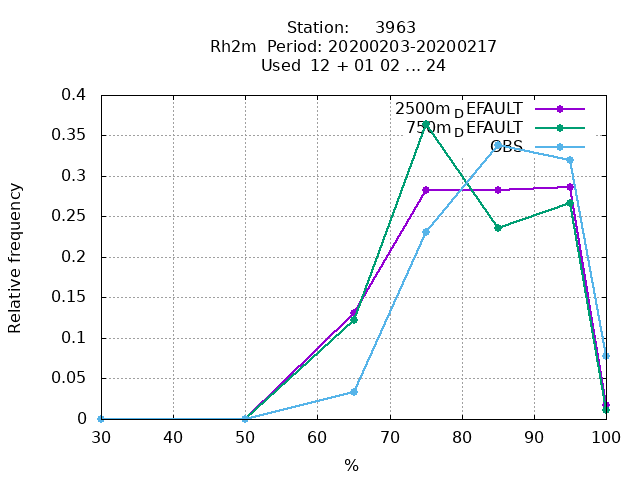 Station: 3963
Rh2m Period: 20200203-20200217
Used 12 + 01 02 ... 24
2500m_DEFAULT
750m_DEFAULT
OBS
Relative frequency
0.4
0.35
0.3
0.25
0.2
0.15
0.1
0.05
0
30 40 50 60 70 80 90 100
%